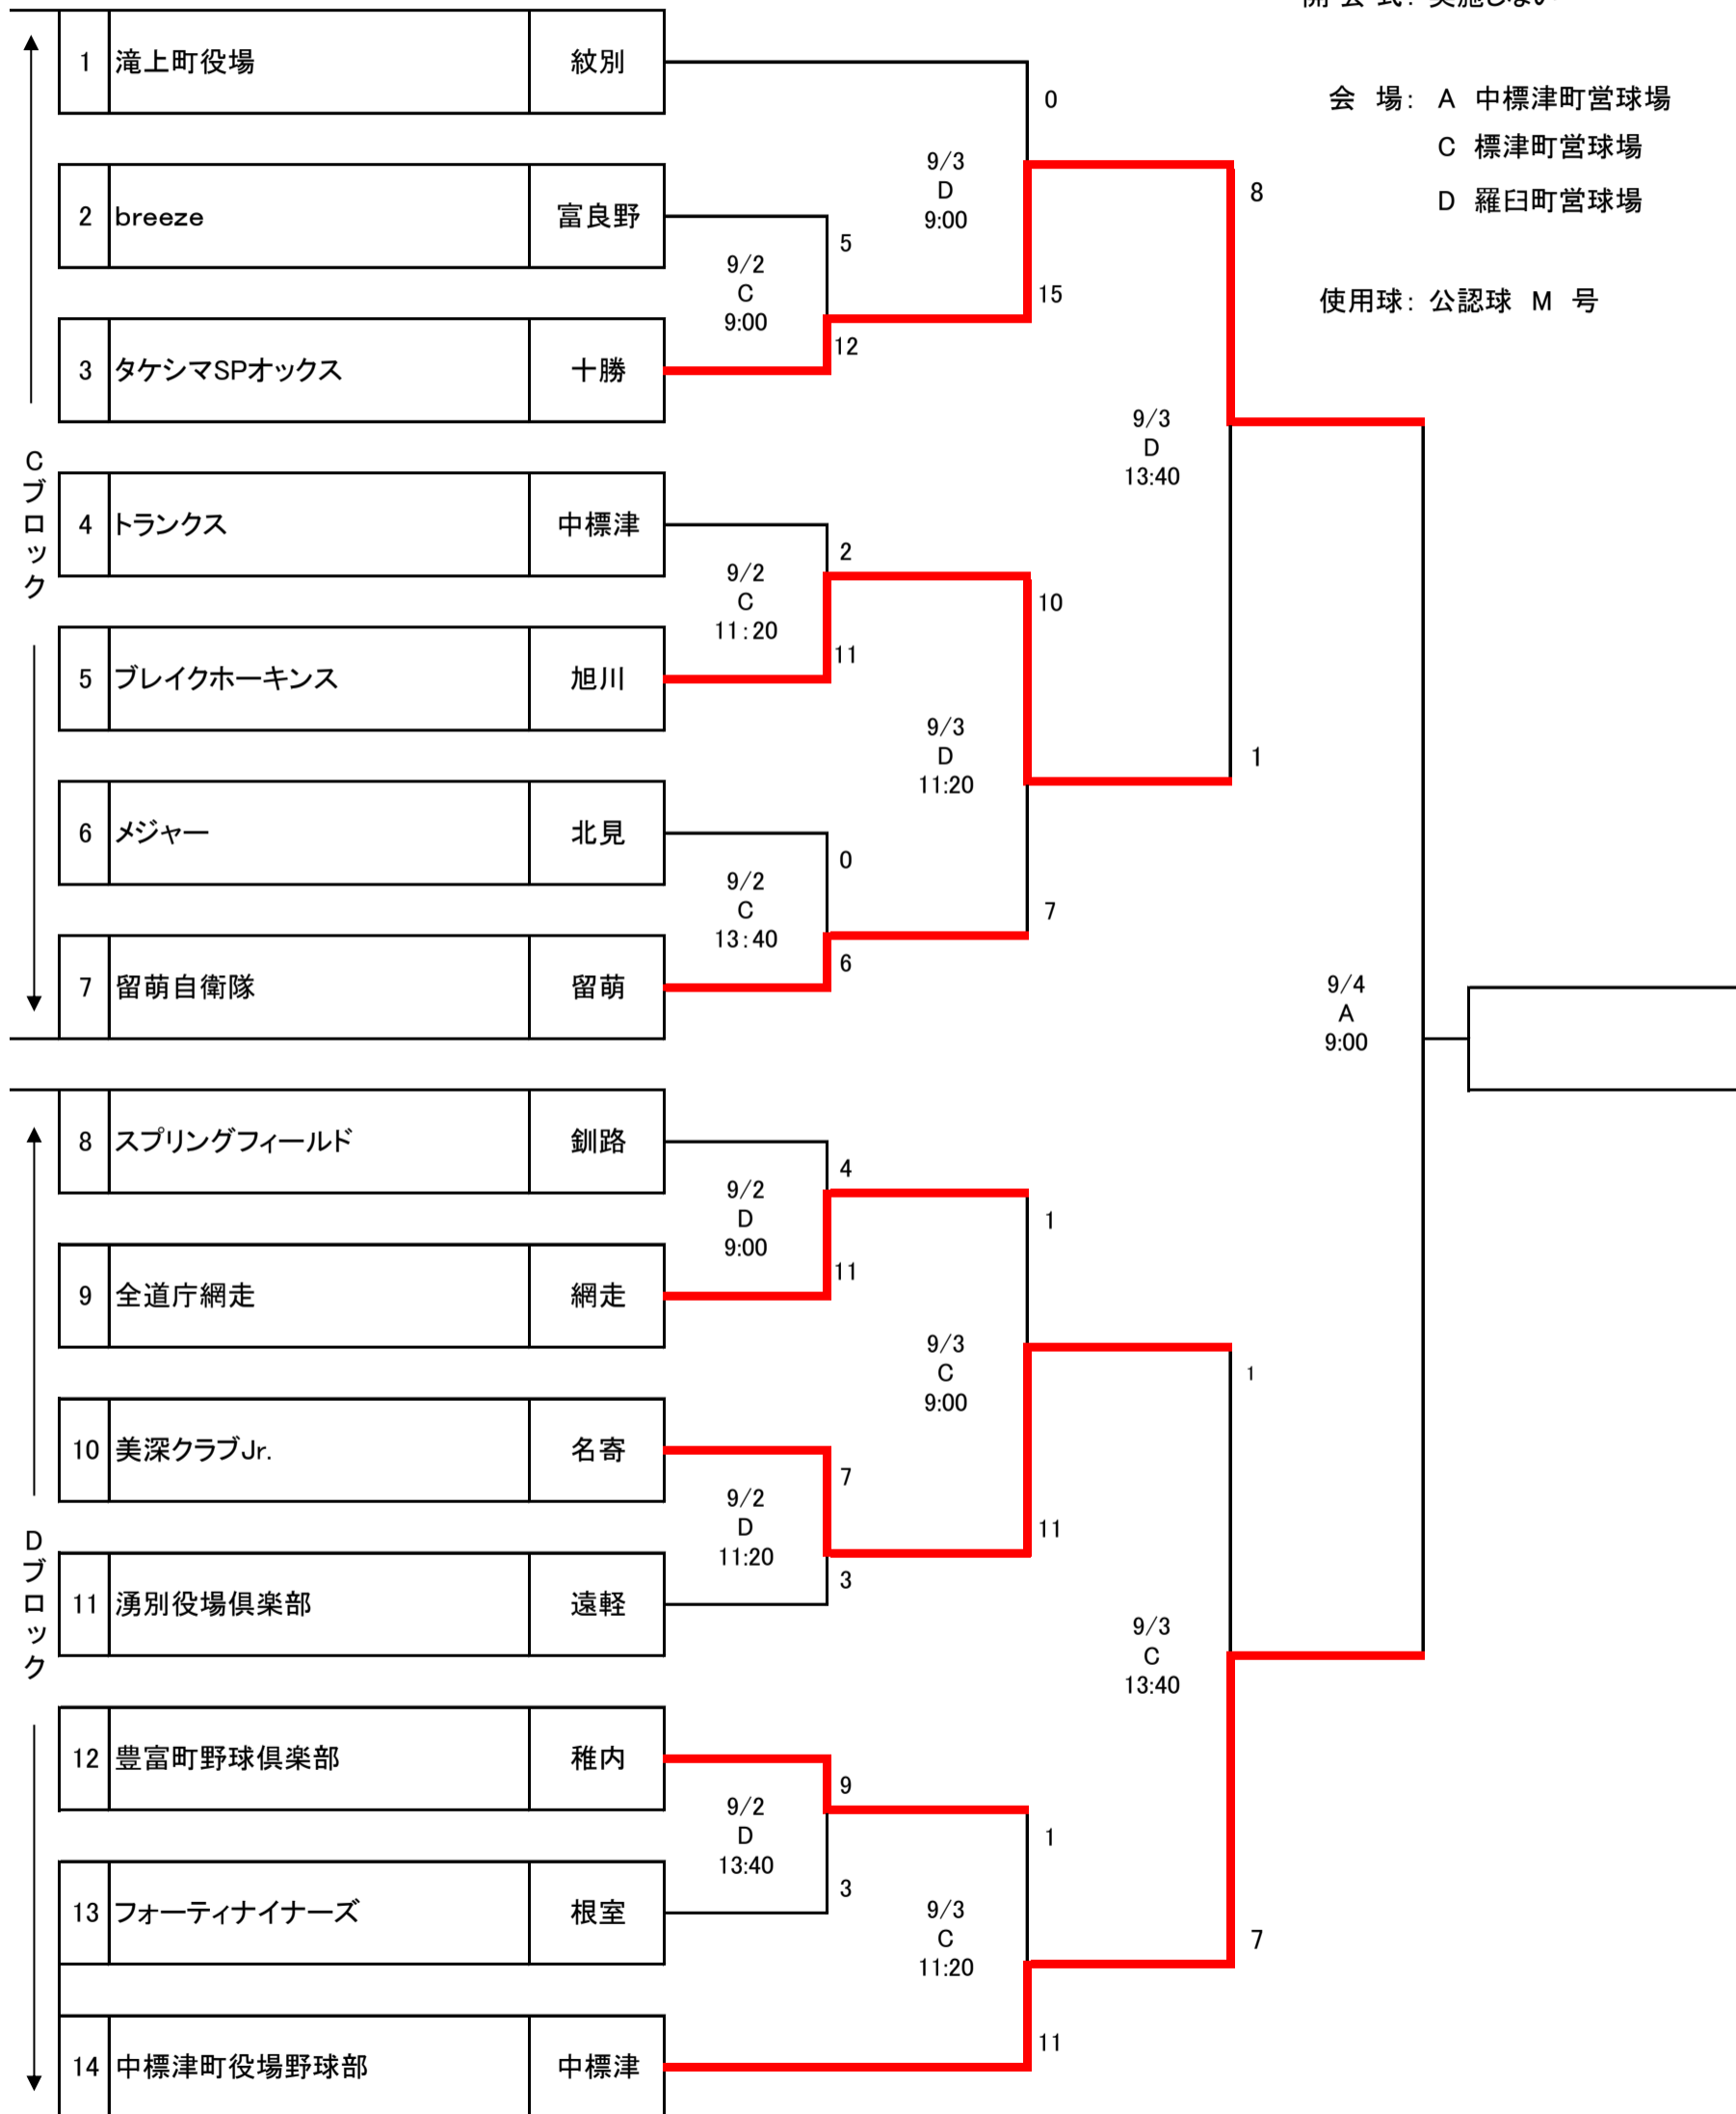 会 場： A 中標津町営球場
C 標津町営球場
D 羅臼町営球場
使用球： 公認球 M 号
Cブロック
1 滝上町役場 紋別
0
9/3
D
9:00
8
2 breeze 富良野
5
9/2
C
9:00
15
12
3 タケシマSPオックス 十勝
9/3
D
13:40
4 トランクス 中標津
2
9/2
C
11:20
10
11
5 ブレイクホーキンス 旭川
9/3
D
11:20
1
6 メジャー 北見
0
9/2
C
13:40
7
6
7 留萌自衛隊 留萌
9/4
A
9:00
Dブロック
8 スプリングフィールド 釧路
4
9/2
D
9:00
1
11
9 全道庁網走 網走
9/3
C
9:00
1
10 美深クラブJr. 名寄
7
9/2
D
11:20
11
3
11 湧別役場倶楽部 遠軽
9/3
C
13:40
12 豊富町野球倶楽部 稚内
9
9/2
D
13:40
1
3
13 フォーティナイナーズ 根室
9/3
C
11:20
7
11
14 中標津町役場野球部 中標津